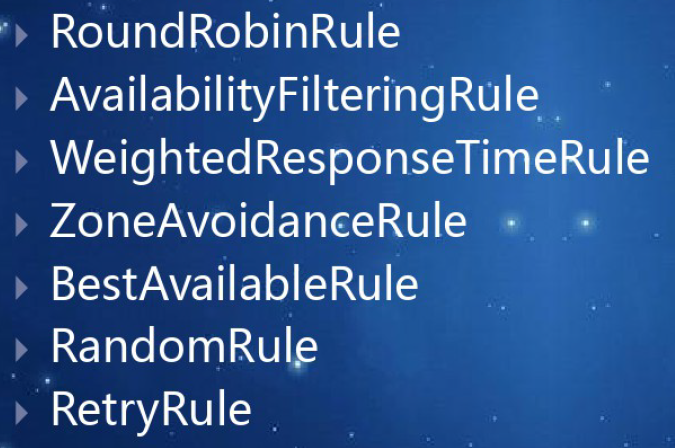 RoundRobinRule
AvailabilityFilteringRule
WeightedResponseTimeRule
ZoneAvoidanceRule
BestAvailableRule
RandomRule
RetryRule